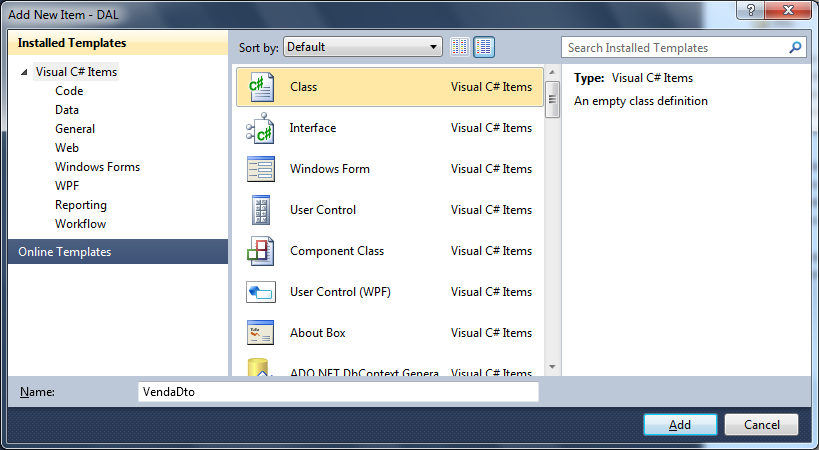 Add New Item - DAL
Installed Templates
Visual C# Items
Code
Data
General
Web
Windows Forms
WPF
Reporting
Workflow
Online Templates
Sort by: Default
Class Visual C# Items
Interface Visual C# Items
Windows Form Visual C# Items
User Control Visual C# Items
Component Class Visual C# Items
User Control (WPF) Visual C# Items
About Box Visual C# Items
ADO.NET DbContext Genera... Visual C# Items
Search Installed Templates
Type: Visual C# Items
An empty class definition
Name: VendaDto
Add Cancel